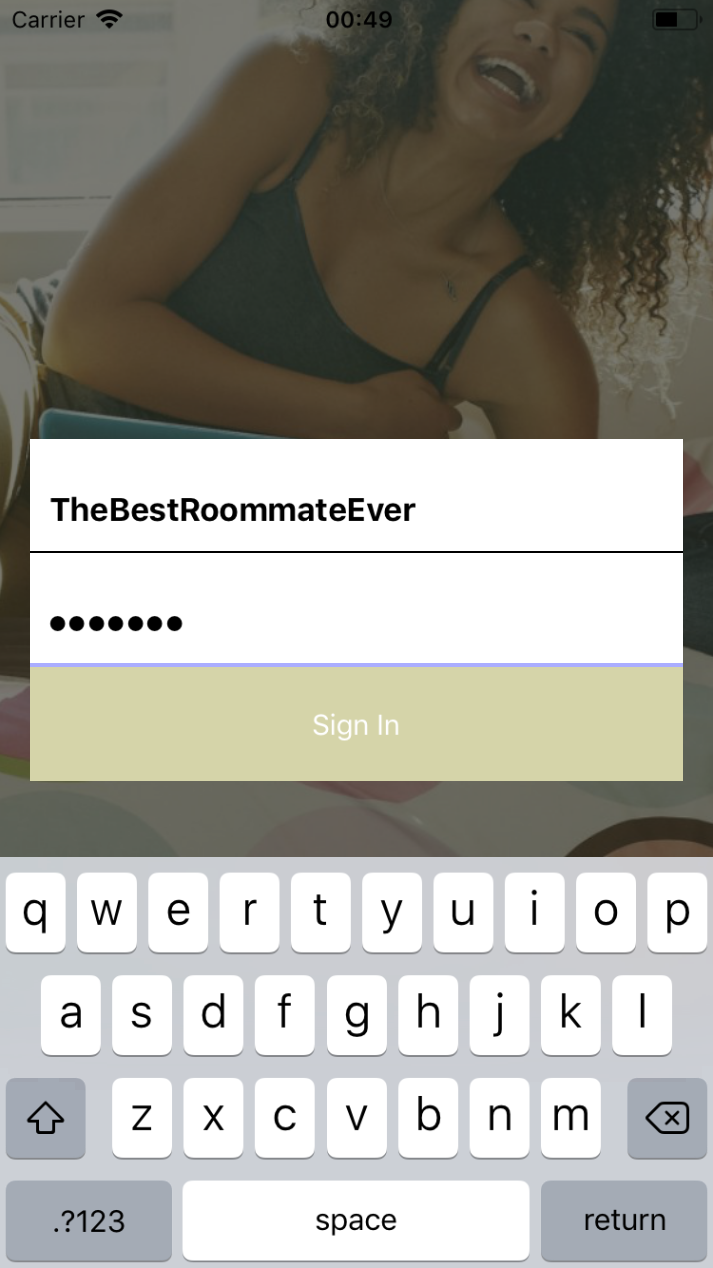 Carrier 00:49
TheBestRoommateEver
•••••••
Sign In
q w e r t y u i o p
a s d f g h j k l
z x c v b n m
.?123 space return